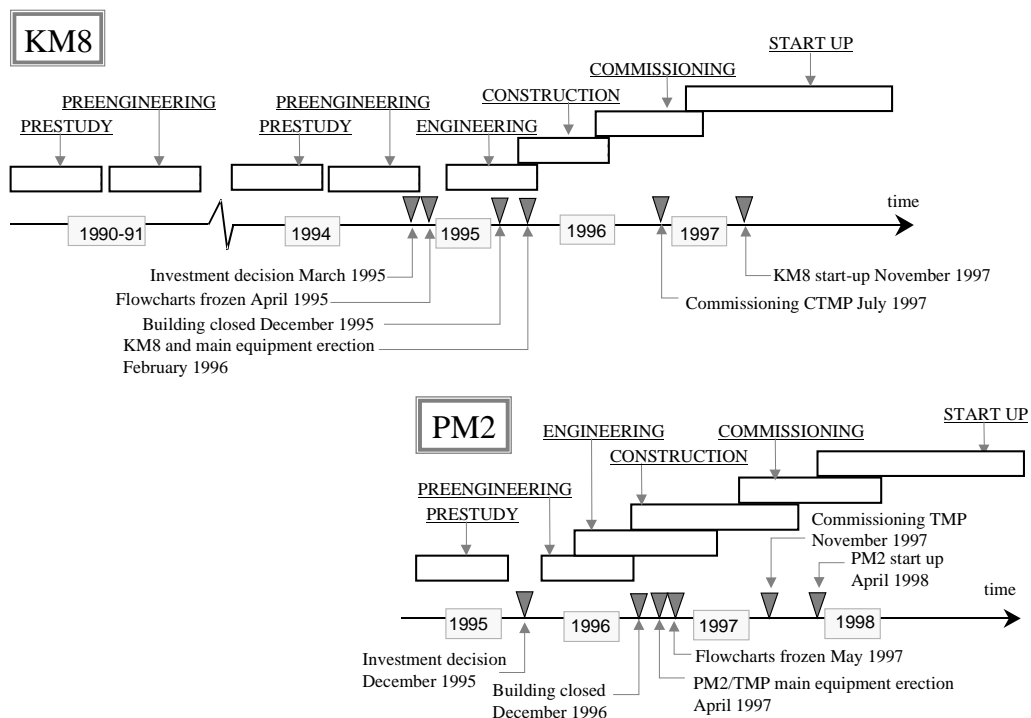 KM8
START UP
COMMISSIONING
CONSTRUCTION
PREENGINEERING
PREENGINEERING
PRESTUDY
PRESTUDY
ENGINEERING
time
1990-91
1994
1995
1996
1997
Investment decision March 1995
KM8 start-up November 1997
Flowcharts frozen April 1995
Commissioning CTMP July 1997
Building closed December 1995
KM8 and main equipment erection
February 1996
PM2
START UP
ENGINEERING
COMMISSIONING
CONSTRUCTION
PREENGINEERING
PRESTUDY
Commissioning TMP
November 1997
PM2 start up
April 1998
time
1995
1996
1997
1998
Investment decision
December 1995
Flowcharts frozen May 1997
Building closed
December 1996
PM2/TMP main equipment erection
April 1997